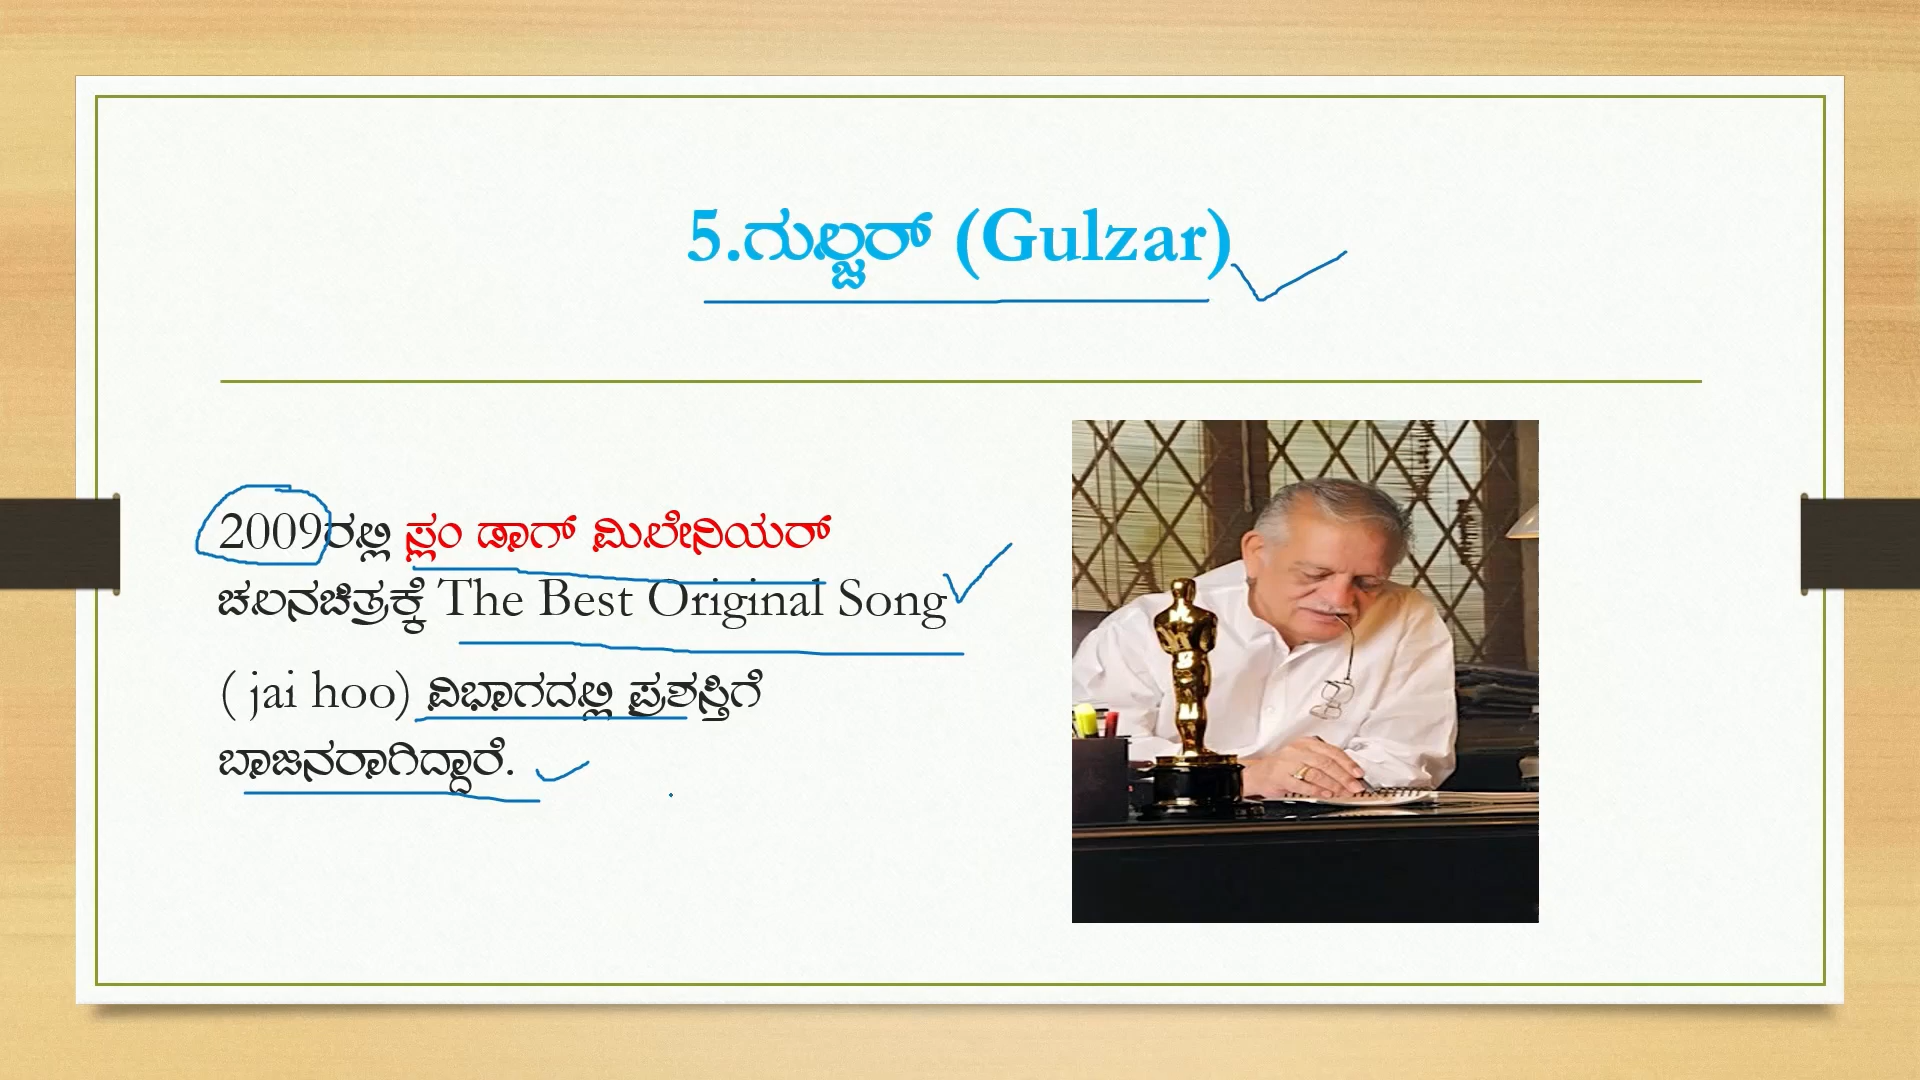 5.ಗುಲ್ಜರ್ (Gulzar)
2009ರಲ್ಲಿ ಸ್ಲಂ ಡಾಗ್ ಮಿಲೇನಿಯರ್
ಚಲನಚಿತ್ರಕ್ಕೆ The Best Original Song
( jai hoo) ವಿಭಾಗದಲ್ಲಿ ಪ್ರಶಸ್ತಿಗೆ
ಬಾಜನರಾಗಿದ್ದಾರೆ.